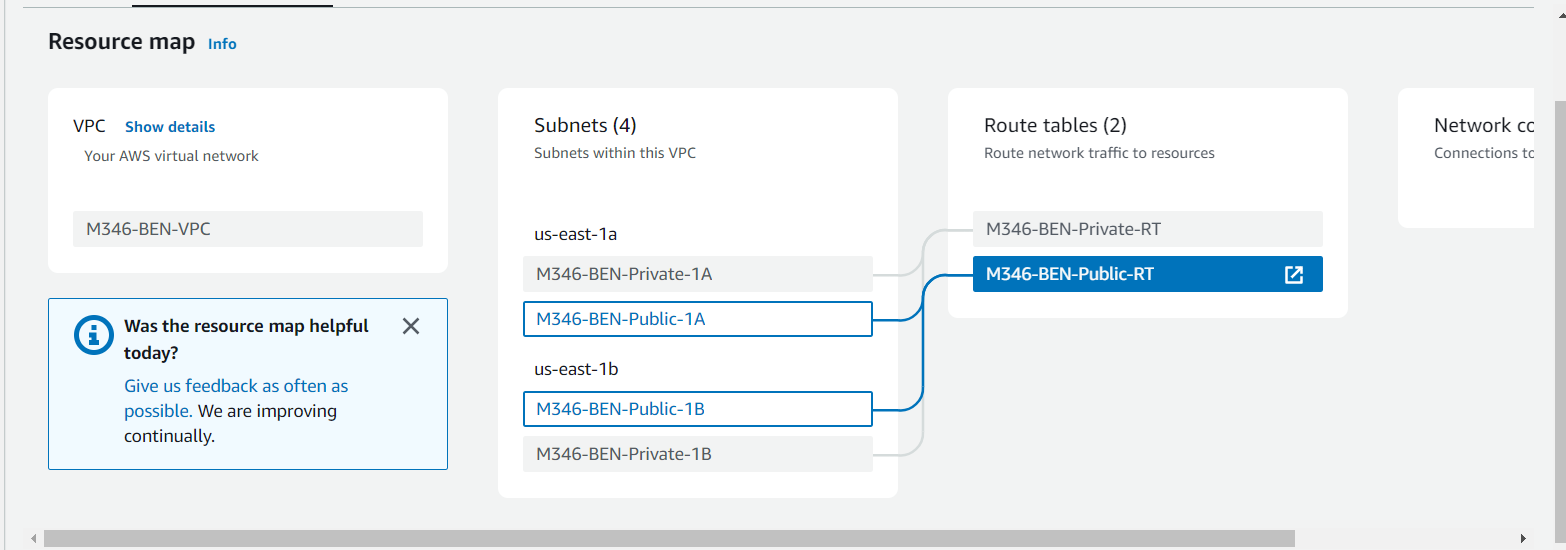 Resource map Info
VPC Show details
Your AWS virtual network
M346-BEN-VPC
Was the resource map helpful
today?
Give us feedback as often as
possible. We are improving
continually.
Subnets (4)
Subnets within this VPC
us-east-1a
M346-BEN-Private-1A
M346-BEN-Public-1A
us-east-1b
M346-BEN-Public-1B
M346-BEN-Private-1B
Route tables (2)
Route network traffic to resources
M346-BEN-Private-RT
M346-BEN-Public-RT
Network co
Connections to